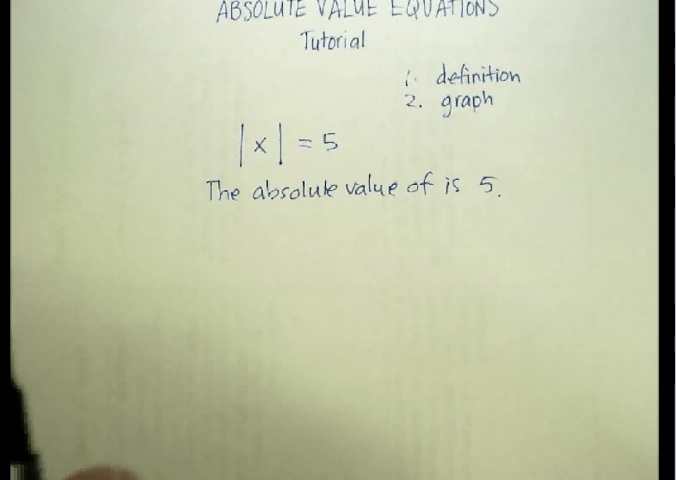 ABSOLUTE VALUE EQUATIONS
Tutorial
1. definition
2. graph
|x| = 5
The absolute value of is 5.